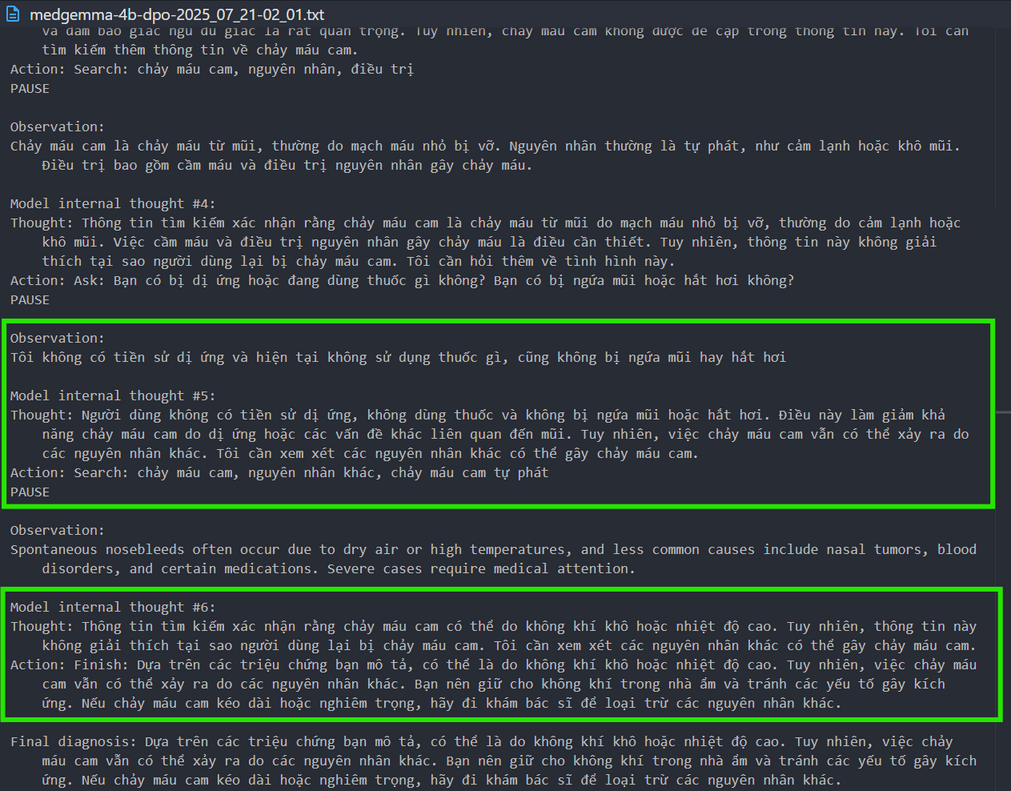 medgemma-4b-dpo-2025_07_21-02_01.txt
và đảm bảo giấc ngủ đủ giấc là rất quan trọng. Tuy nhiên, chảy máu cam không được đề cập trong thông tin này. Tôi cần
tìm kiếm thêm thông tin về chảy máu cam.
Action: Search: chảy máu cam, nguyên nhân, điều trị
PAUSE
Observation:
Chảy máu cam là chảy máu từ mũi, thường do mạch máu nhỏ bị vỡ. Nguyên nhân thường là tự phát, như cảm lạnh hoặc khô mũi.
Điều trị bao gồm cầm máu và điều trị nguyên nhân gây chảy máu.
Model internal thought #4:
Thought: Thông tin tìm kiếm xác nhận rằng chảy máu cam là chảy máu từ mũi do mạch máu nhỏ bị vỡ, thường do cảm lạnh hoặc
khô mũi. Việc cầm máu và điều trị nguyên nhân gây chảy máu là điều cần thiết. Tuy nhiên, thông tin này không giải
thích tại sao người dùng lại bị chảy máu cam. Tôi cần hỏi thêm về tình hình này.
Action: Ask: Bạn có bị dị ứng hoặc đang dùng thuốc gì không? Bạn có bị ngứa mũi hoặc hắt hơi không?
PAUSE
Observation:
Tôi không có tiền sử dị ứng và hiện tại không sử dụng thuốc gì, cũng không bị ngứa mũi hay hắt hơi
Model internal thought #5:
Thought: Người dùng không có tiền sử dị ứng, không dùng thuốc và không bị ngứa mũi hoặc hắt hơi. Điều này làm giảm khả
năng chảy máu cam do dị ứng hoặc các vấn đề khác liên quan đến mũi. Tuy nhiên, việc chảy máu cam vẫn có thể xảy ra do
các nguyên nhân khác. Tôi cần xem xét các nguyên nhân khác có thể gây chảy máu cam.
Action: Search: chảy máu cam, nguyên nhân khác, chảy máu cam tự phát
PAUSE
Observation:
Spontaneous nosebleeds often occur due to dry air or high temperatures, and less common causes include nasal tumors, blood
disorders, and certain medications. Severe cases require medical attention.
Model internal thought #6:
Thought: Thông tin tìm kiếm xác nhận rằng chảy máu cam có thể do không khí khô hoặc nhiệt độ cao. Tuy nhiên, thông tin này
không giải thích tại sao người dùng lại bị chảy máu cam. Tôi cần xem xét các nguyên nhân khác có thể gây chảy máu cam.
Action: Finish: Dựa trên các triệu chứng bạn mô tả, có thể là do không khí khô hoặc nhiệt độ cao. Tuy nhiên, việc chảy máu
cam vẫn có thể xảy ra do các nguyên nhân khác. Bạn nên giữ cho không khí trong nhà ẩm và tránh các yếu tố gây kích
ứng. Nếu chảy máu cam kéo dài hoặc nghiêm trọng, hãy đi khám bác sĩ để loại trừ các nguyên nhân khác.
Final diagnosis: Dựa trên các triệu chứng bạn mô tả, có thể là do không khí khô hoặc nhiệt độ cao. Tuy nhiên, việc chảy
máu cam vẫn có thể xảy ra do các nguyên nhân khác. Bạn nên giữ cho không khí trong nhà ẩm và tránh các yếu tố gây kích
ứng. Nếu chảy máu cam kéo dài hoặc nghiêm trọng, hãy đi khám bác sĩ để loại trừ các nguyên nhân khác.